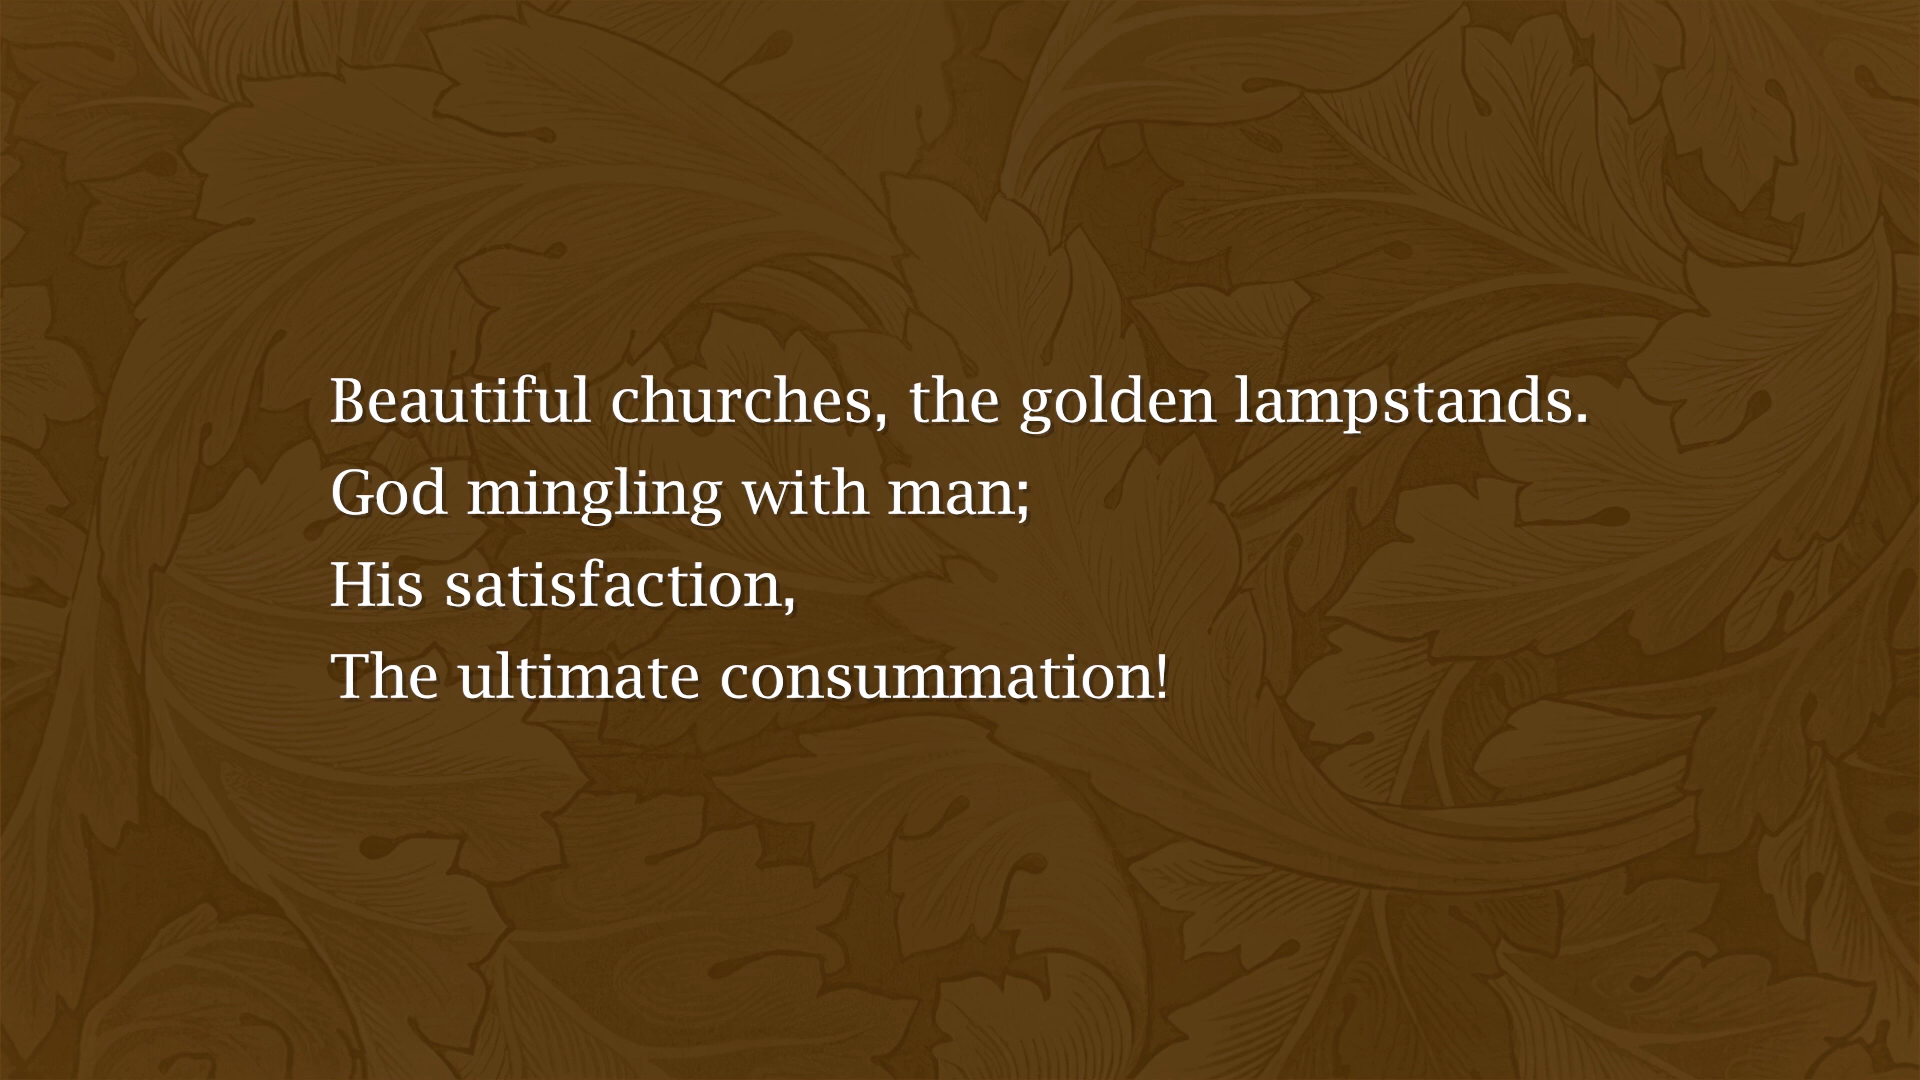 Beautiful churches, the golden lampstands.
God mingling with man;
His satisfaction,
The ultimate consummation!